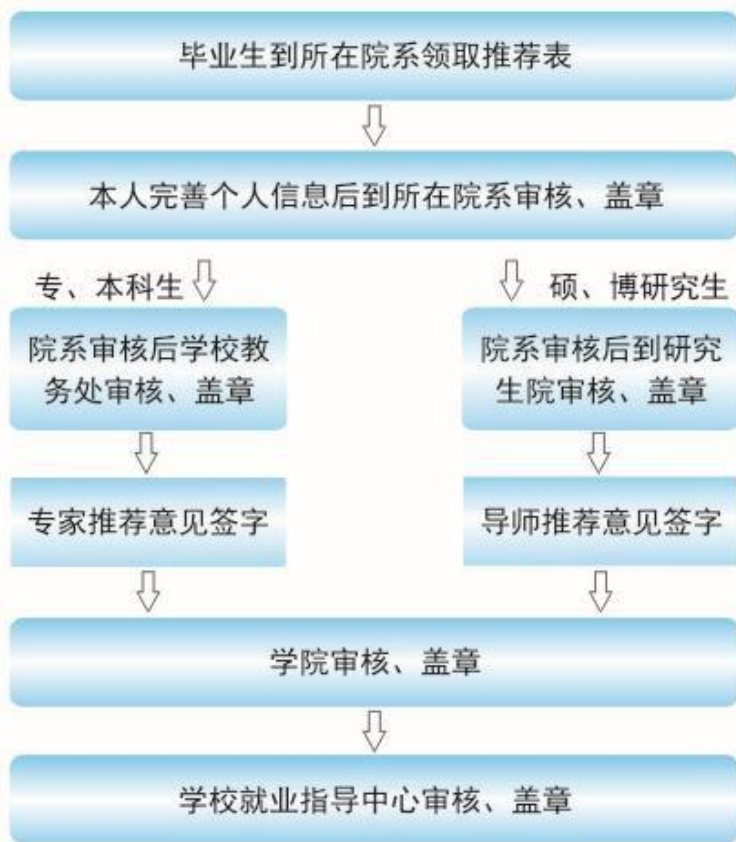 毕业生到所在院系领取推荐表
本人完善个人信息后到所在院系审核、盖章
专、本科生
硕、博研究生
院系审核后学校教
务处审核、盖章
院系审核后到研究
生院审核、盖章
专家推荐意见签字
导师推荐意见签字
学院审核、盖章
学校就业指导中心审核、盖章